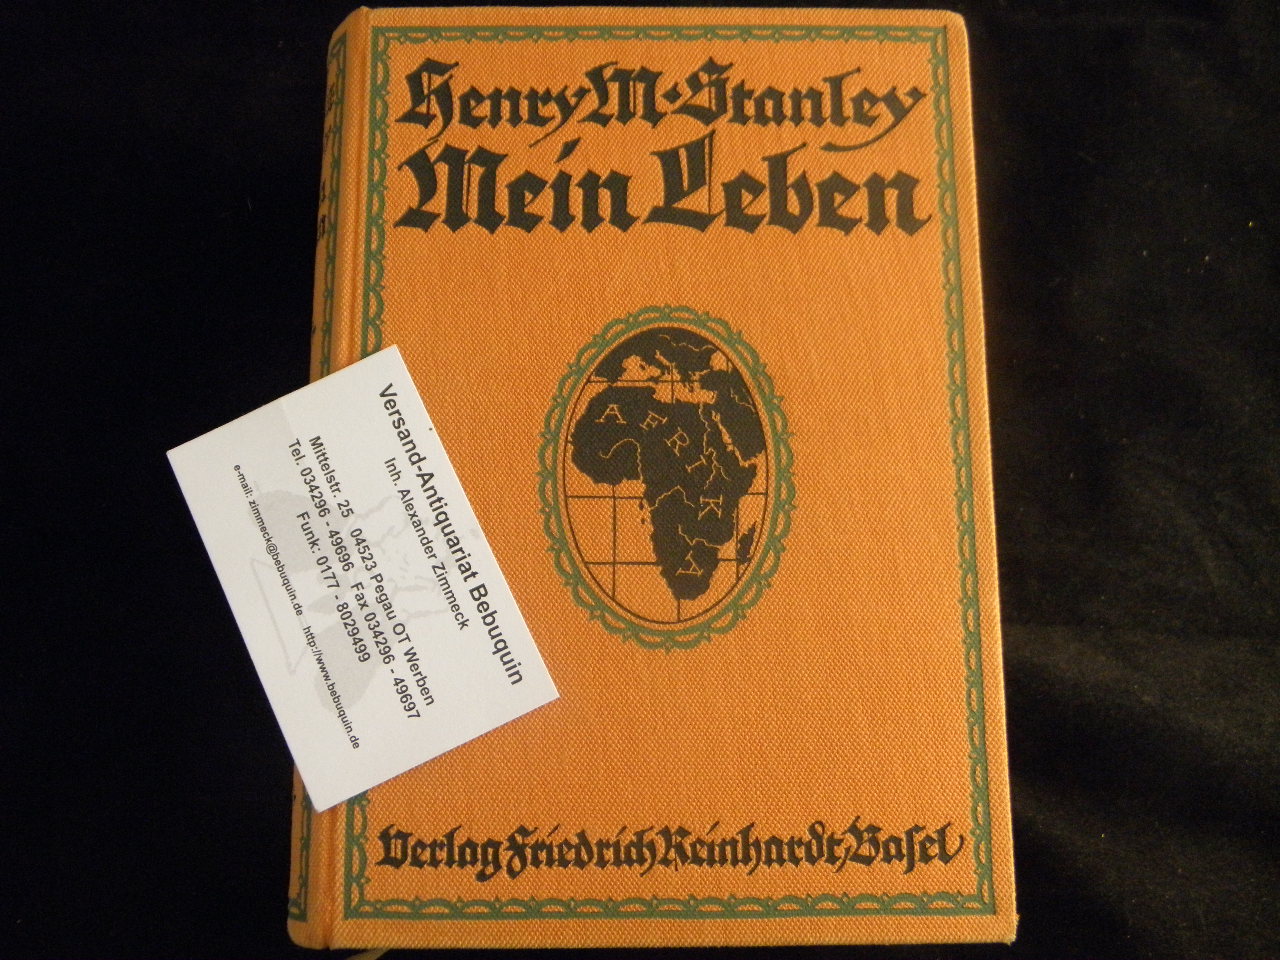 Henry M. Stanley
Mein Leben
AFRIKA
Verlag Friedrich Reinhardt, Basel
Versand-Antiquariat Bebuquin
Inh. Alexander Zimmeck
Mittelstr. 25 04523 Pegau OT Werben
Tel. 034296 - 49696 Fax 034296 - 49697
Funk: 0177 - 8029499
e-mail: zimmeck@bebuquin.de http://www.bebuquin.de